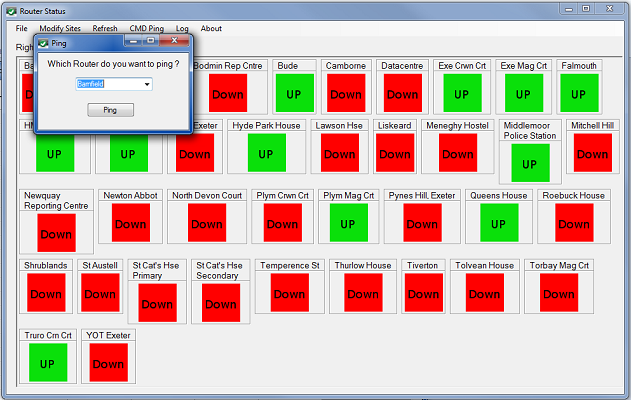 Router Status
File Modify Sites Refresh CMD Ping Log About
Ping
Which Router do you want to ping ?
Bamfield
Ping
Bodmin Rep Cntre Bude Camborne Datacentre Exe Crwn Crt Exe Mag Crt Falmouth
Down UP Down Down UP UP UP
Exeter Hyde Park House Lawson Hse Liskeard Meneghy Hostel Middlemoor Mitchell Hill
Police Station
UP UP Down UP Down Down Down UP Down
Newquay Newton Abbot North Devon Court Plym Crwn Crt Plym Mag Crt Pynes Hill, Exeter Queens House Roebuck House
Reporting Centre
Down Down Down Down UP Down UP Down
Shrublands St Austell St Cat's Hse St Cat's Hse Temperence St Thurlow House Tiverton Tolvean House Torbay Mag Crt
Primary Secondary
Down Down Down Down Down Down Down Down Down
Truro Crn Crt YOT Exeter
UP Down